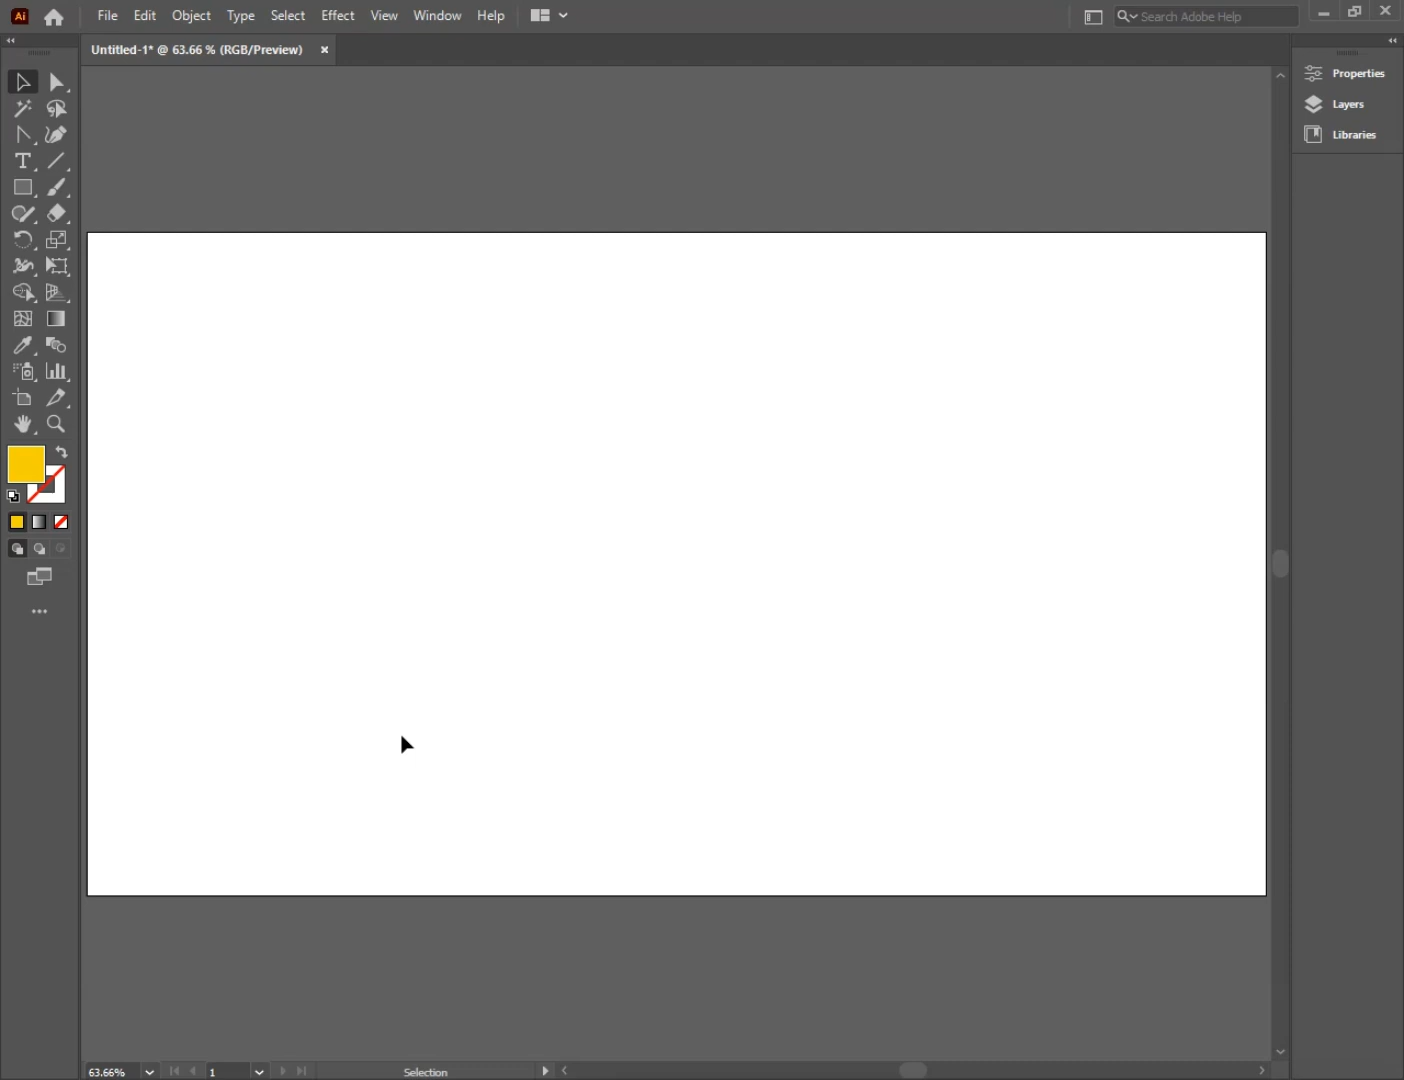 Ai File Edit Object Type Select Effect View Window Help Search Adobe Help
Untitled-1* @ 63.66 % (RGB/Preview)
Properties
Layers
Libraries
63.66% 1 Selection